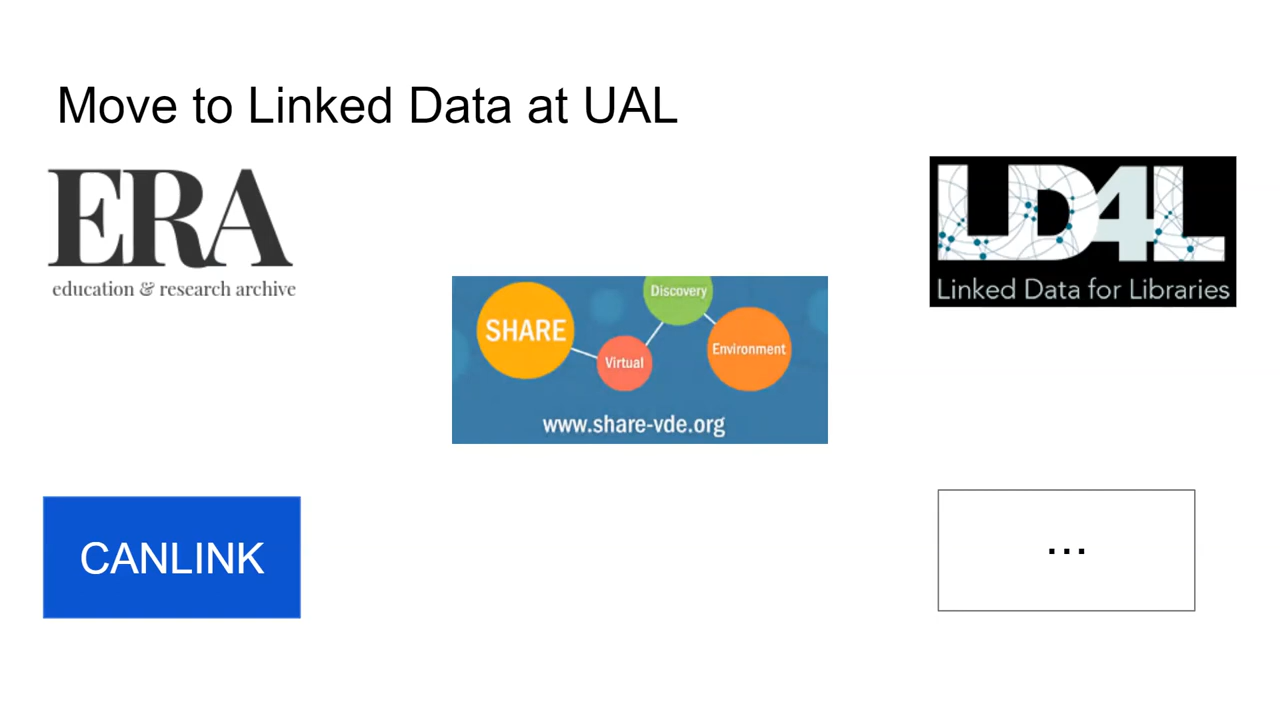 Move to Linked Data at UAL
ERA
education & research archive
LD4L
Linked Data for Libraries
SHARE
Virtual
Discovery
Environment
www.share-vde.org
CANLINK
...